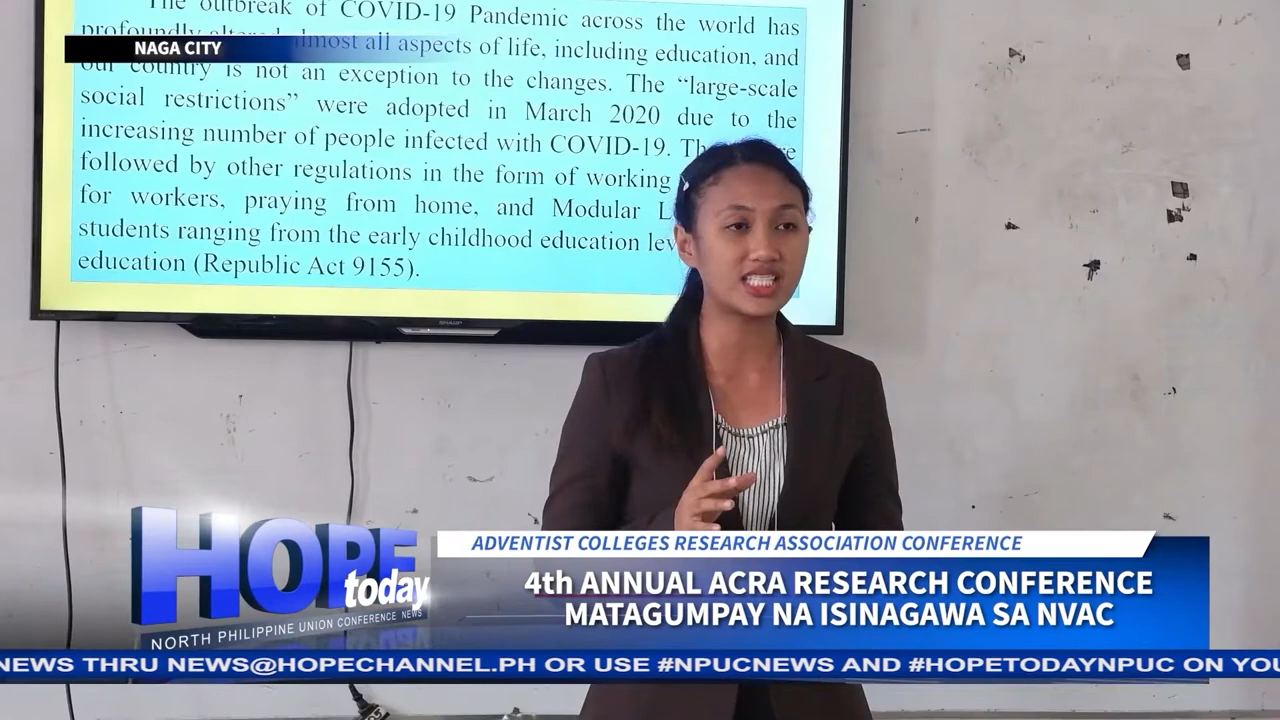 The outbreak of COVID-19 Pandemic across the world has
profoundly altered almost all aspects of life, including education, and
NAGA CITY
our country is not an exception to the changes. The “large-scale
social restrictions” were adopted in March 2020 due to the
increasing number of people infected with COVID-19. The
followed by other regulations in the form of working
for workers, praying from home, and Modular
students ranging from the early childhood education
education (Republic Act 9155).
SHARP
HOPE
today
NORTH PHILIPPINE UNION CONFERENCE NEWS
ADVENTIST COLLEGES RESEARCH ASSOCIATION CONFERENCE
4th ANNUAL ACRA RESEARCH CONFERENCE
MATAGUMPAY NA ISINAGAWA SA NVAC
NEWS THRU NEWS@HOPECHANNEL.PH OR USE #NPUCNEWS AND #HOPETODAYNPUC ON YOU